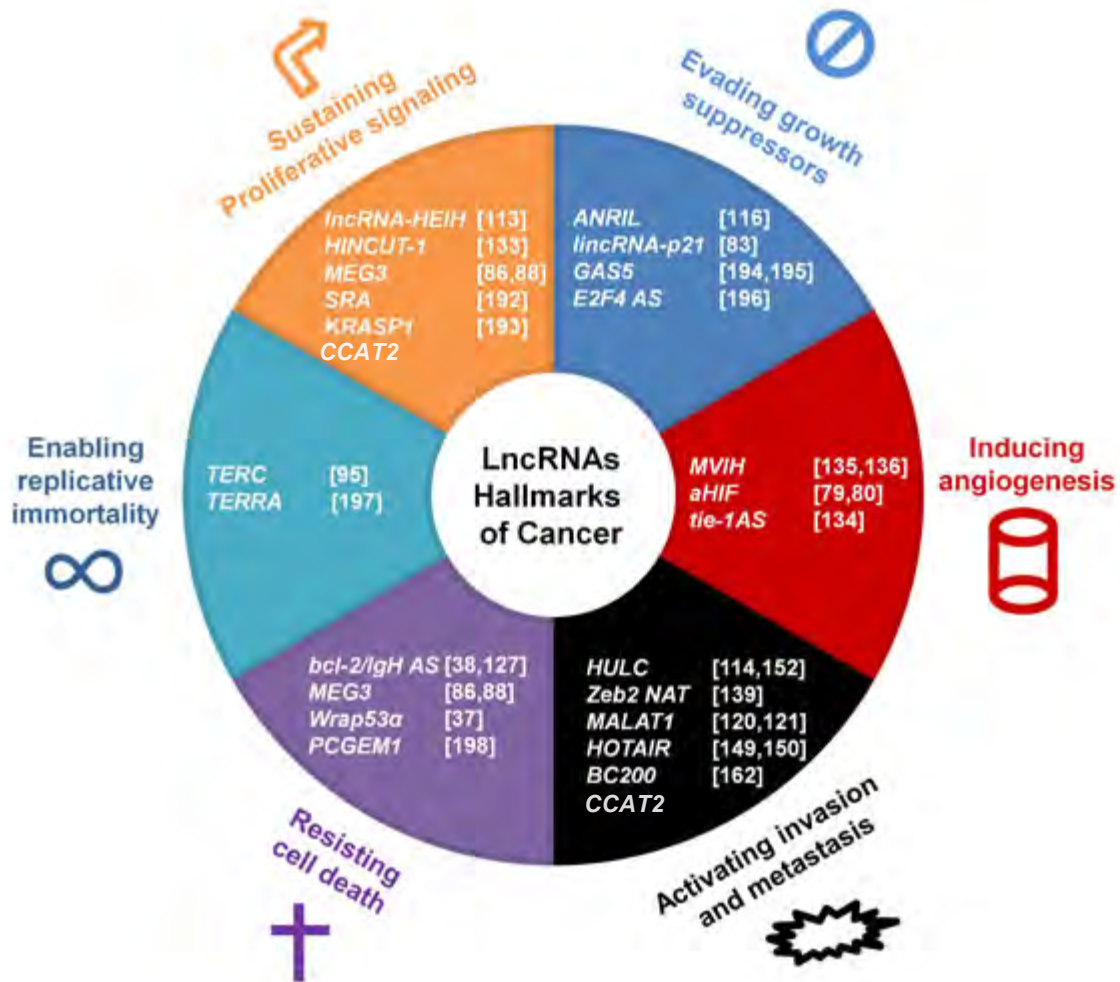 Sustaining
Proliferative signaling
Evading growth
suppressors
lncRNA-HEIH [113]
HINCUT-1 [133]
MEG3 [86,88]
SRA [192]
KRASP1 [193]
CCAT2
ANRIL [116]
lincRNA-p21 [83]
GAS5 [194,195]
E2F4 AS [196]
Enabling
replicative
immortality
TERC [95]
TERRA [197]
LncRNAs
Hallmarks
of Cancer
MVIH [135,136]
aHIF [79,80]
tie-1AS [134]
Inducing
angiogenesis
bcl-2/IgH AS [38,127]
MEG3 [86,88]
Wrap53α [37]
PCGEM1 [198]
HULC [114,152]
Zeb2 NAT [139]
MALAT1 [120,121]
HOTAIR [149,150]
BC200 [162]
CCAT2
Resisting
cell death
Activating invasion
and metastasis